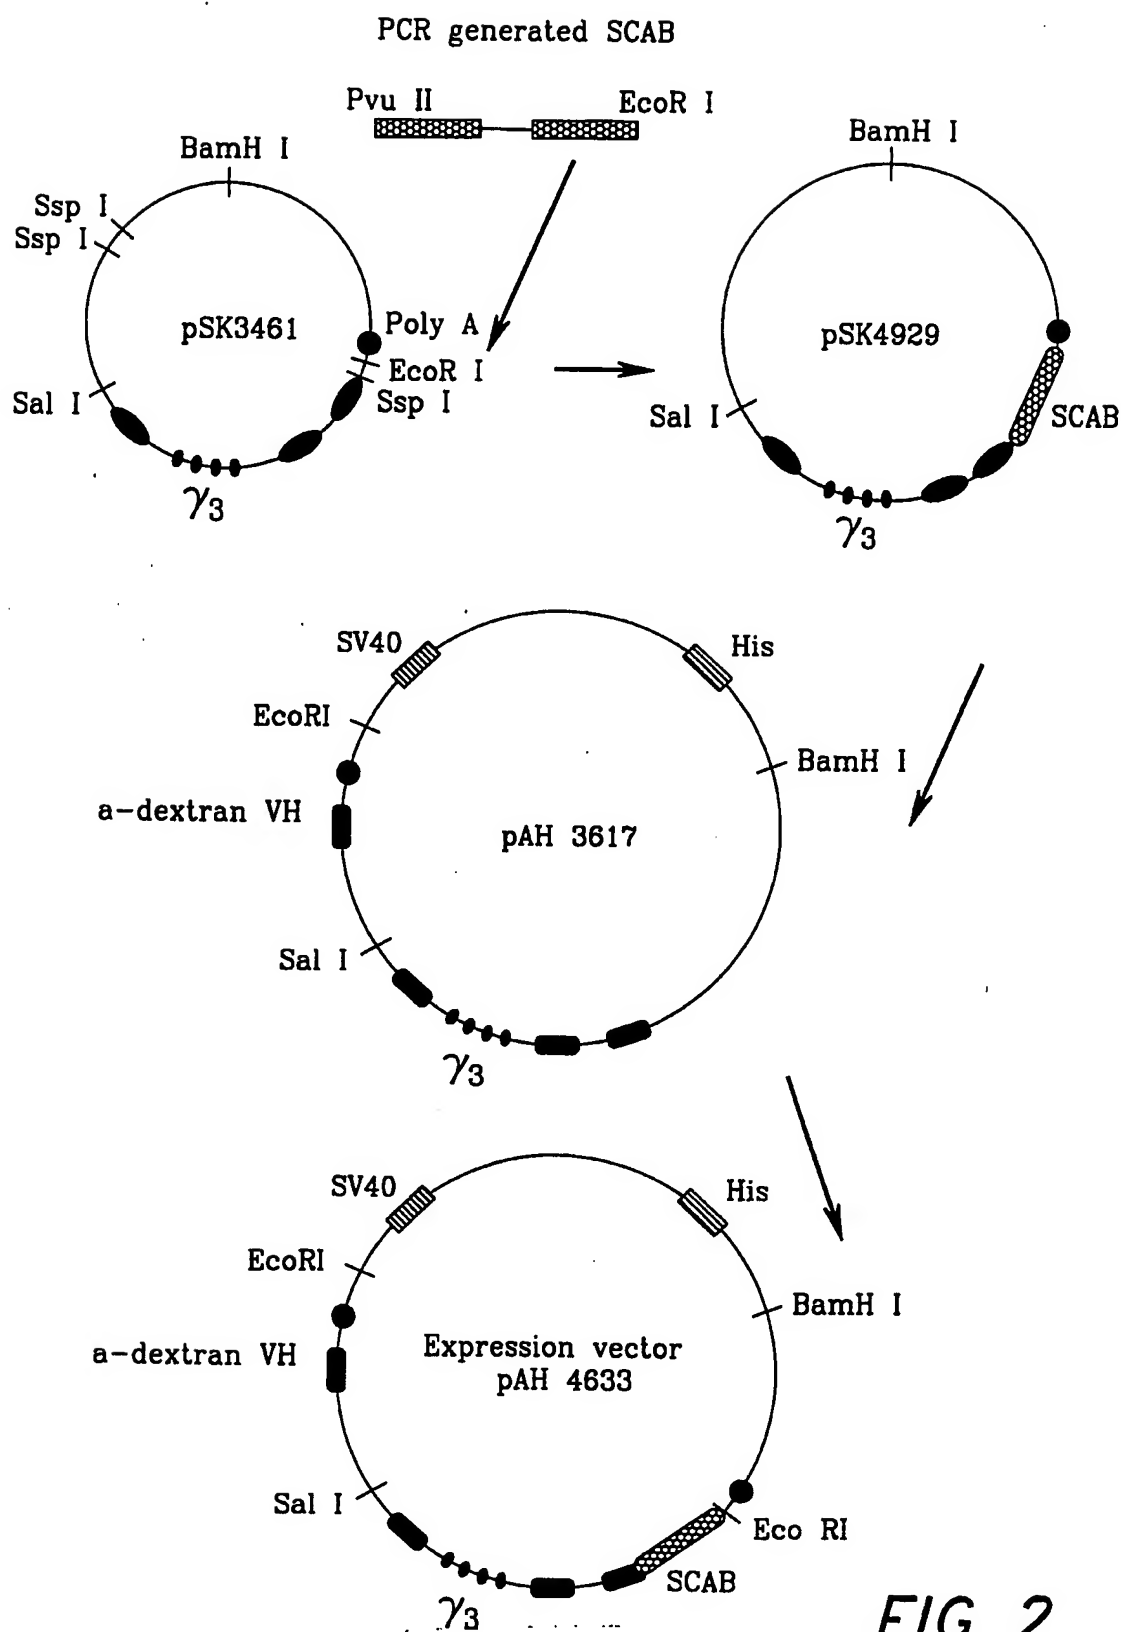 PCR generated SCAB
Pvu II
EcoR I
BamH I
Ssp I
Ssp I
pSK3461
Poly A
EcoR I
Ssp I
Sal I
γ3
BamH I
pSK4929
Sal I
SCAB
γ3
SV40
His
EcoRI
BamH I
a-dextran VH
pAH 3617
Sal I
γ3
SV40
His
EcoRI
BamH I
a-dextran VH
Expression vector
pAH 4633
Sal I
Eco RI
SCAB
γ3
FIG. 2